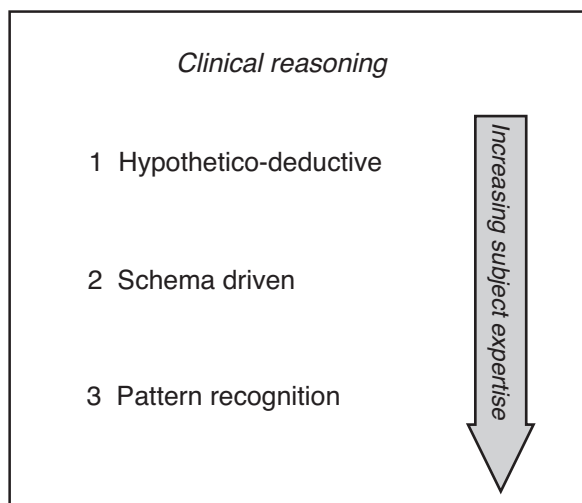 Clinical reasoning
1 Hypothetico-deductive
2 Schema driven
3 Pattern recognition
Increasing subject expertise